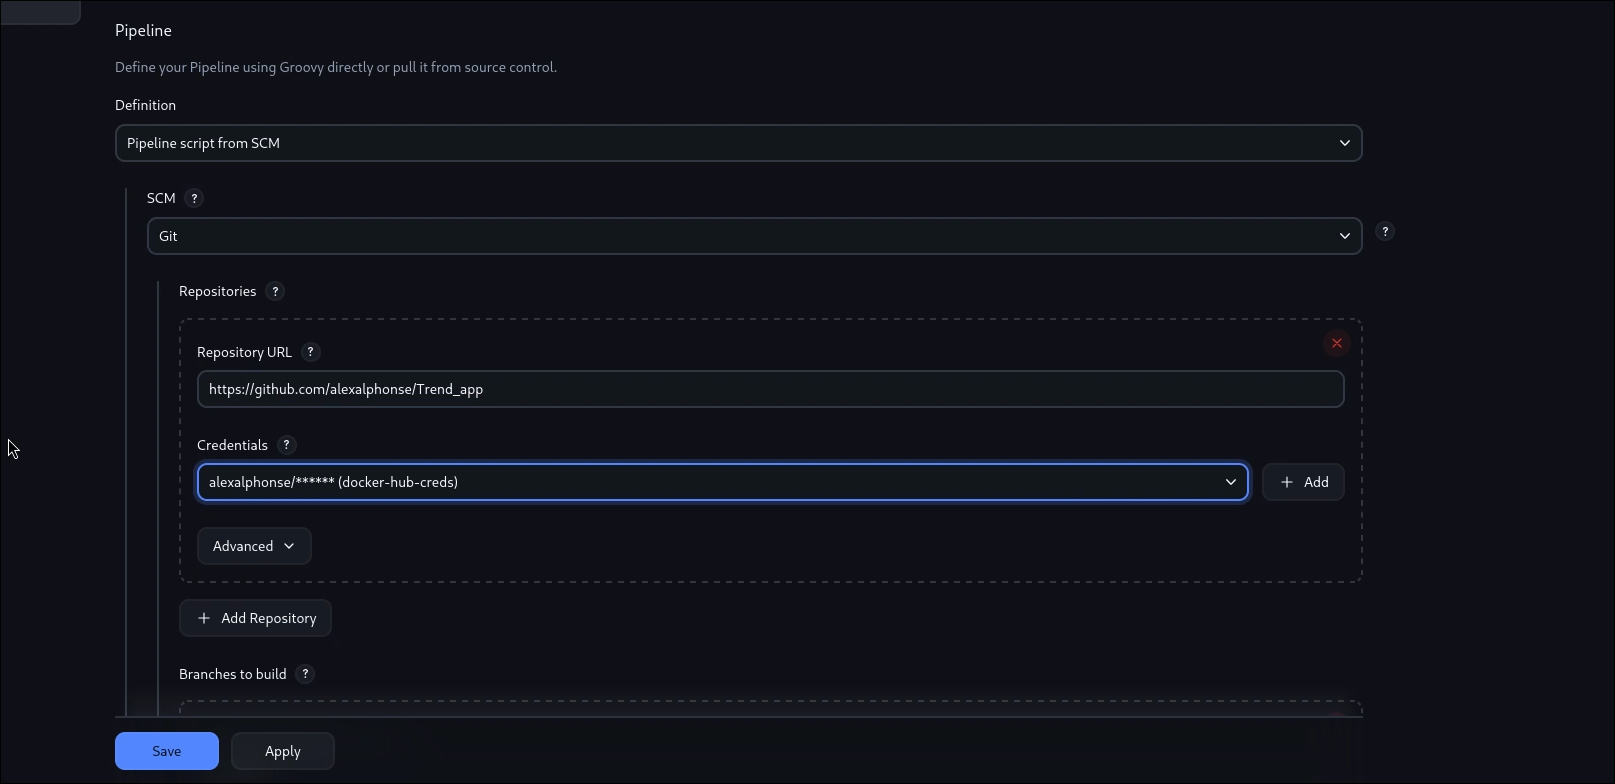 Pipeline
Define your Pipeline using Groovy directly or pull it from source control.
Definition
Pipeline script from SCM
SCM ?
Git
?
Repositories ?
Repository URL ?
https://github.com/alexalphonse/Trend_app
Credentials ?
alexalphonse/****** (docker-hub-creds)
+ Add
Advanced
+ Add Repository
Branches to build ?
Save
Apply